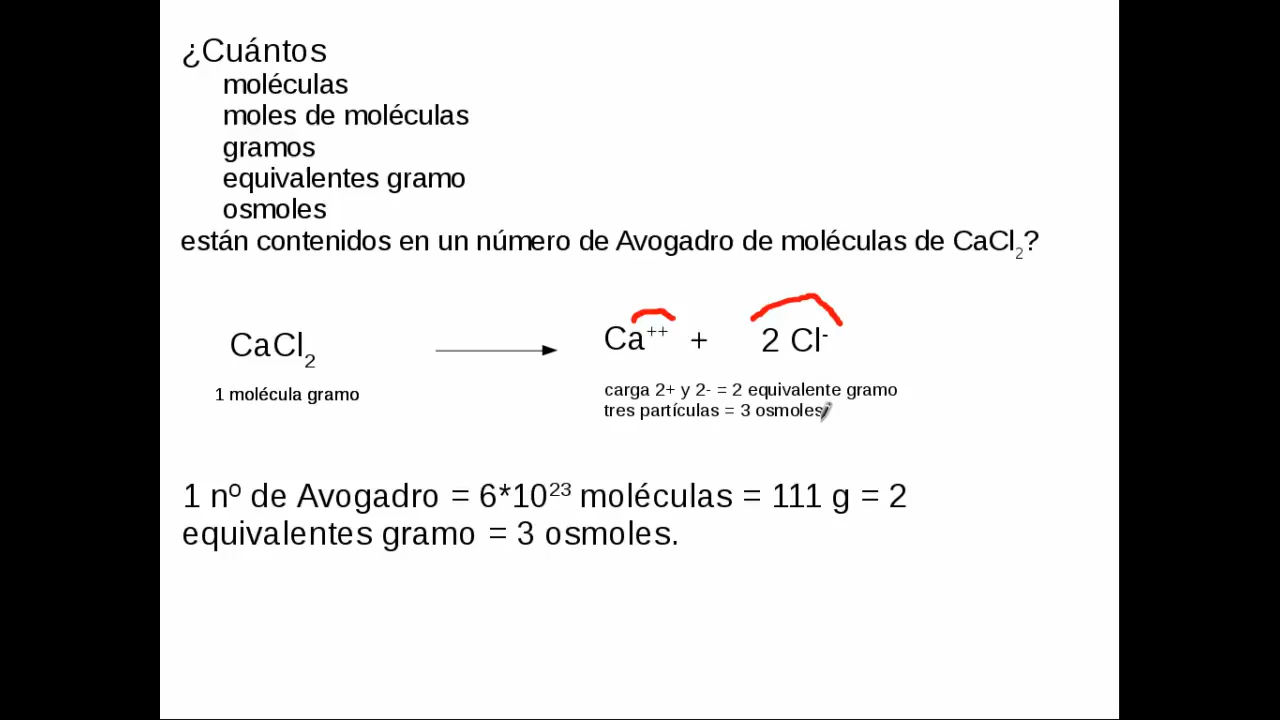 ¿Cuántos
moléculas
moles de moléculas
gramos
equivalentes gramo
osmoles
están contenidos en un número de Avogadro de moléculas de CaCl₂?
CaCl₂ → Ca⁺⁺ + 2 Cl⁻
1 molécula gramo
carga 2+ y 2- = 2 equivalente gramo
tres partículas = 3 osmoles
1 nº de Avogadro = 6*10²³ moléculas = 111 g = 2
equivalentes gramo = 3 osmoles.